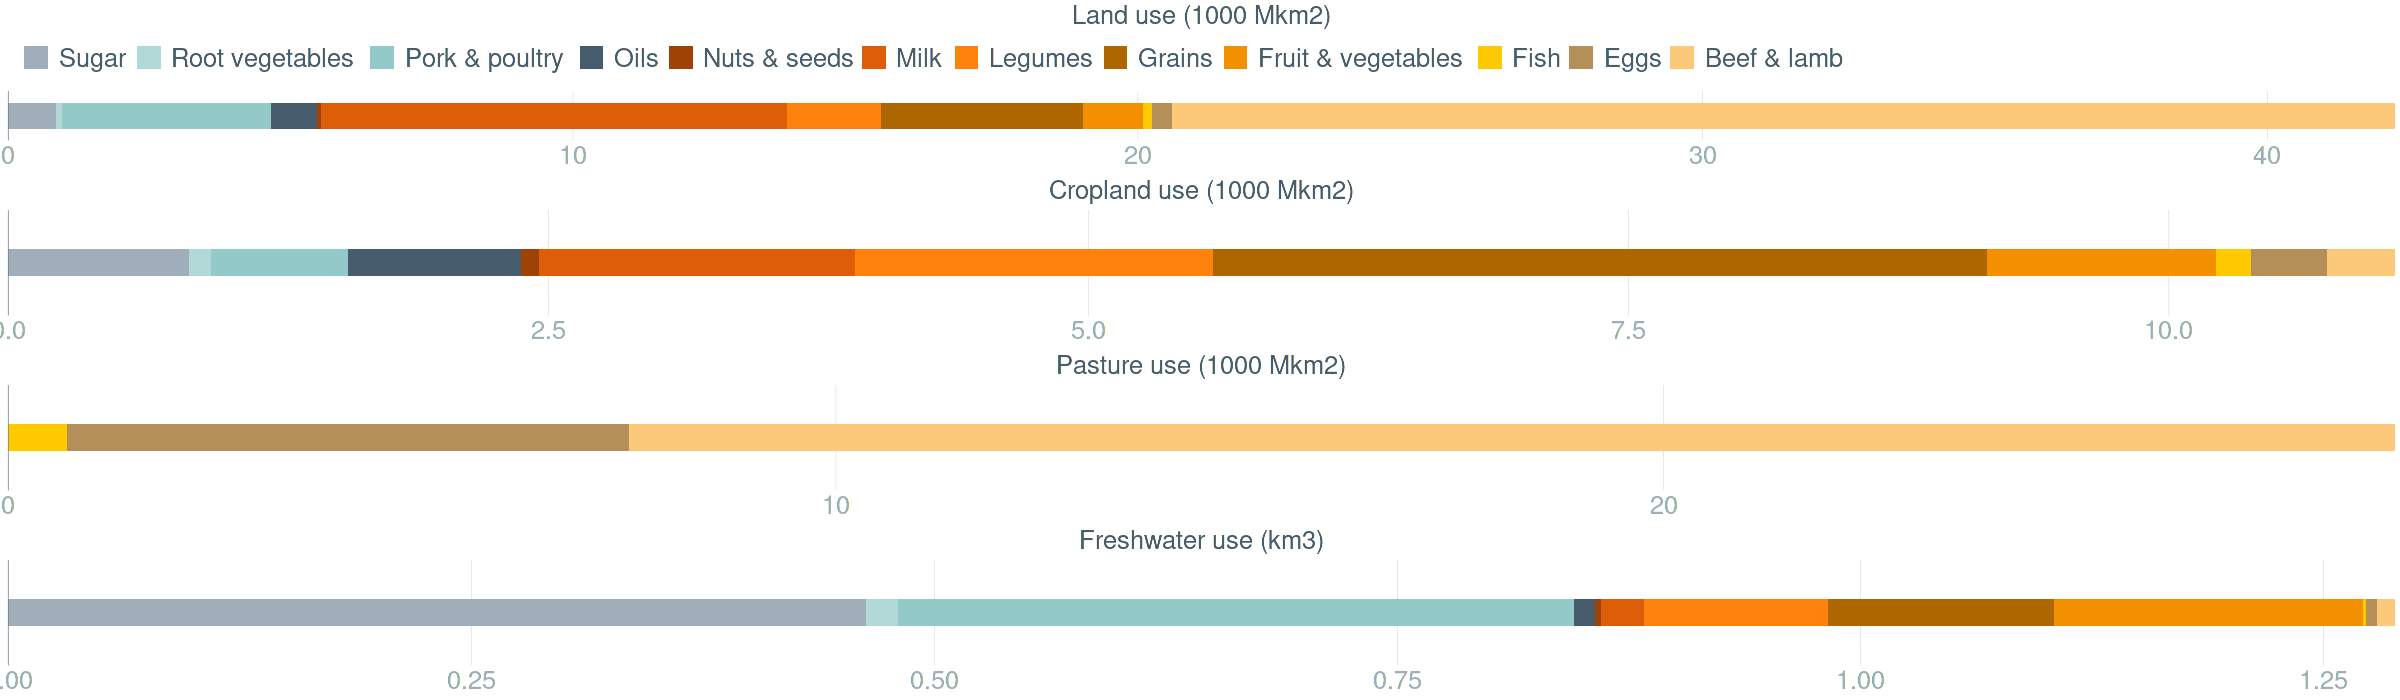 Land use (1000 Mkm2)
Sugar Root vegetables Pork & poultry Oils Nuts & seeds Milk Legumes Grains Fruit & vegetables Fish Eggs Beef & lamb
0 10 20 30 40
Cropland use (1000 Mkm2)
0.0 2.5 5.0 7.5 10.0
Pasture use (1000 Mkm2)
0 10 20
Freshwater use (km3)
.00 0.25 0.50 0.75 1.00 1.25